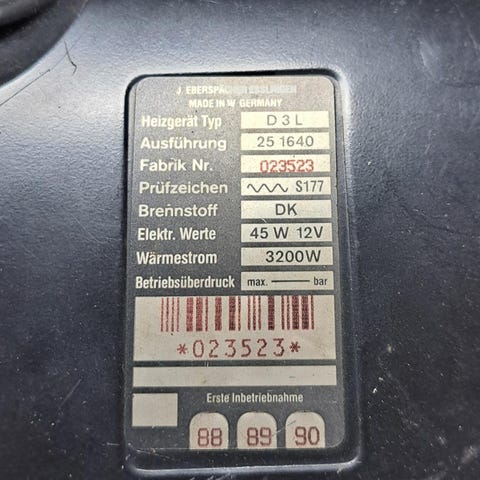 J. EBERSPÄCHER ESSLINGEN
MADE IN W. GERMANY
Heizgerät Typ D 3 L
Ausführung 25 1640
Fabrik Nr. 023523
Prüfzeichen S177
Brennstoff DK
Elektr. Werte 45 W 12V
Wärmestrom 3200W
Betriebsüberdruck max. bar
*023523*
Erste Inbetriebnahme
88 89 90